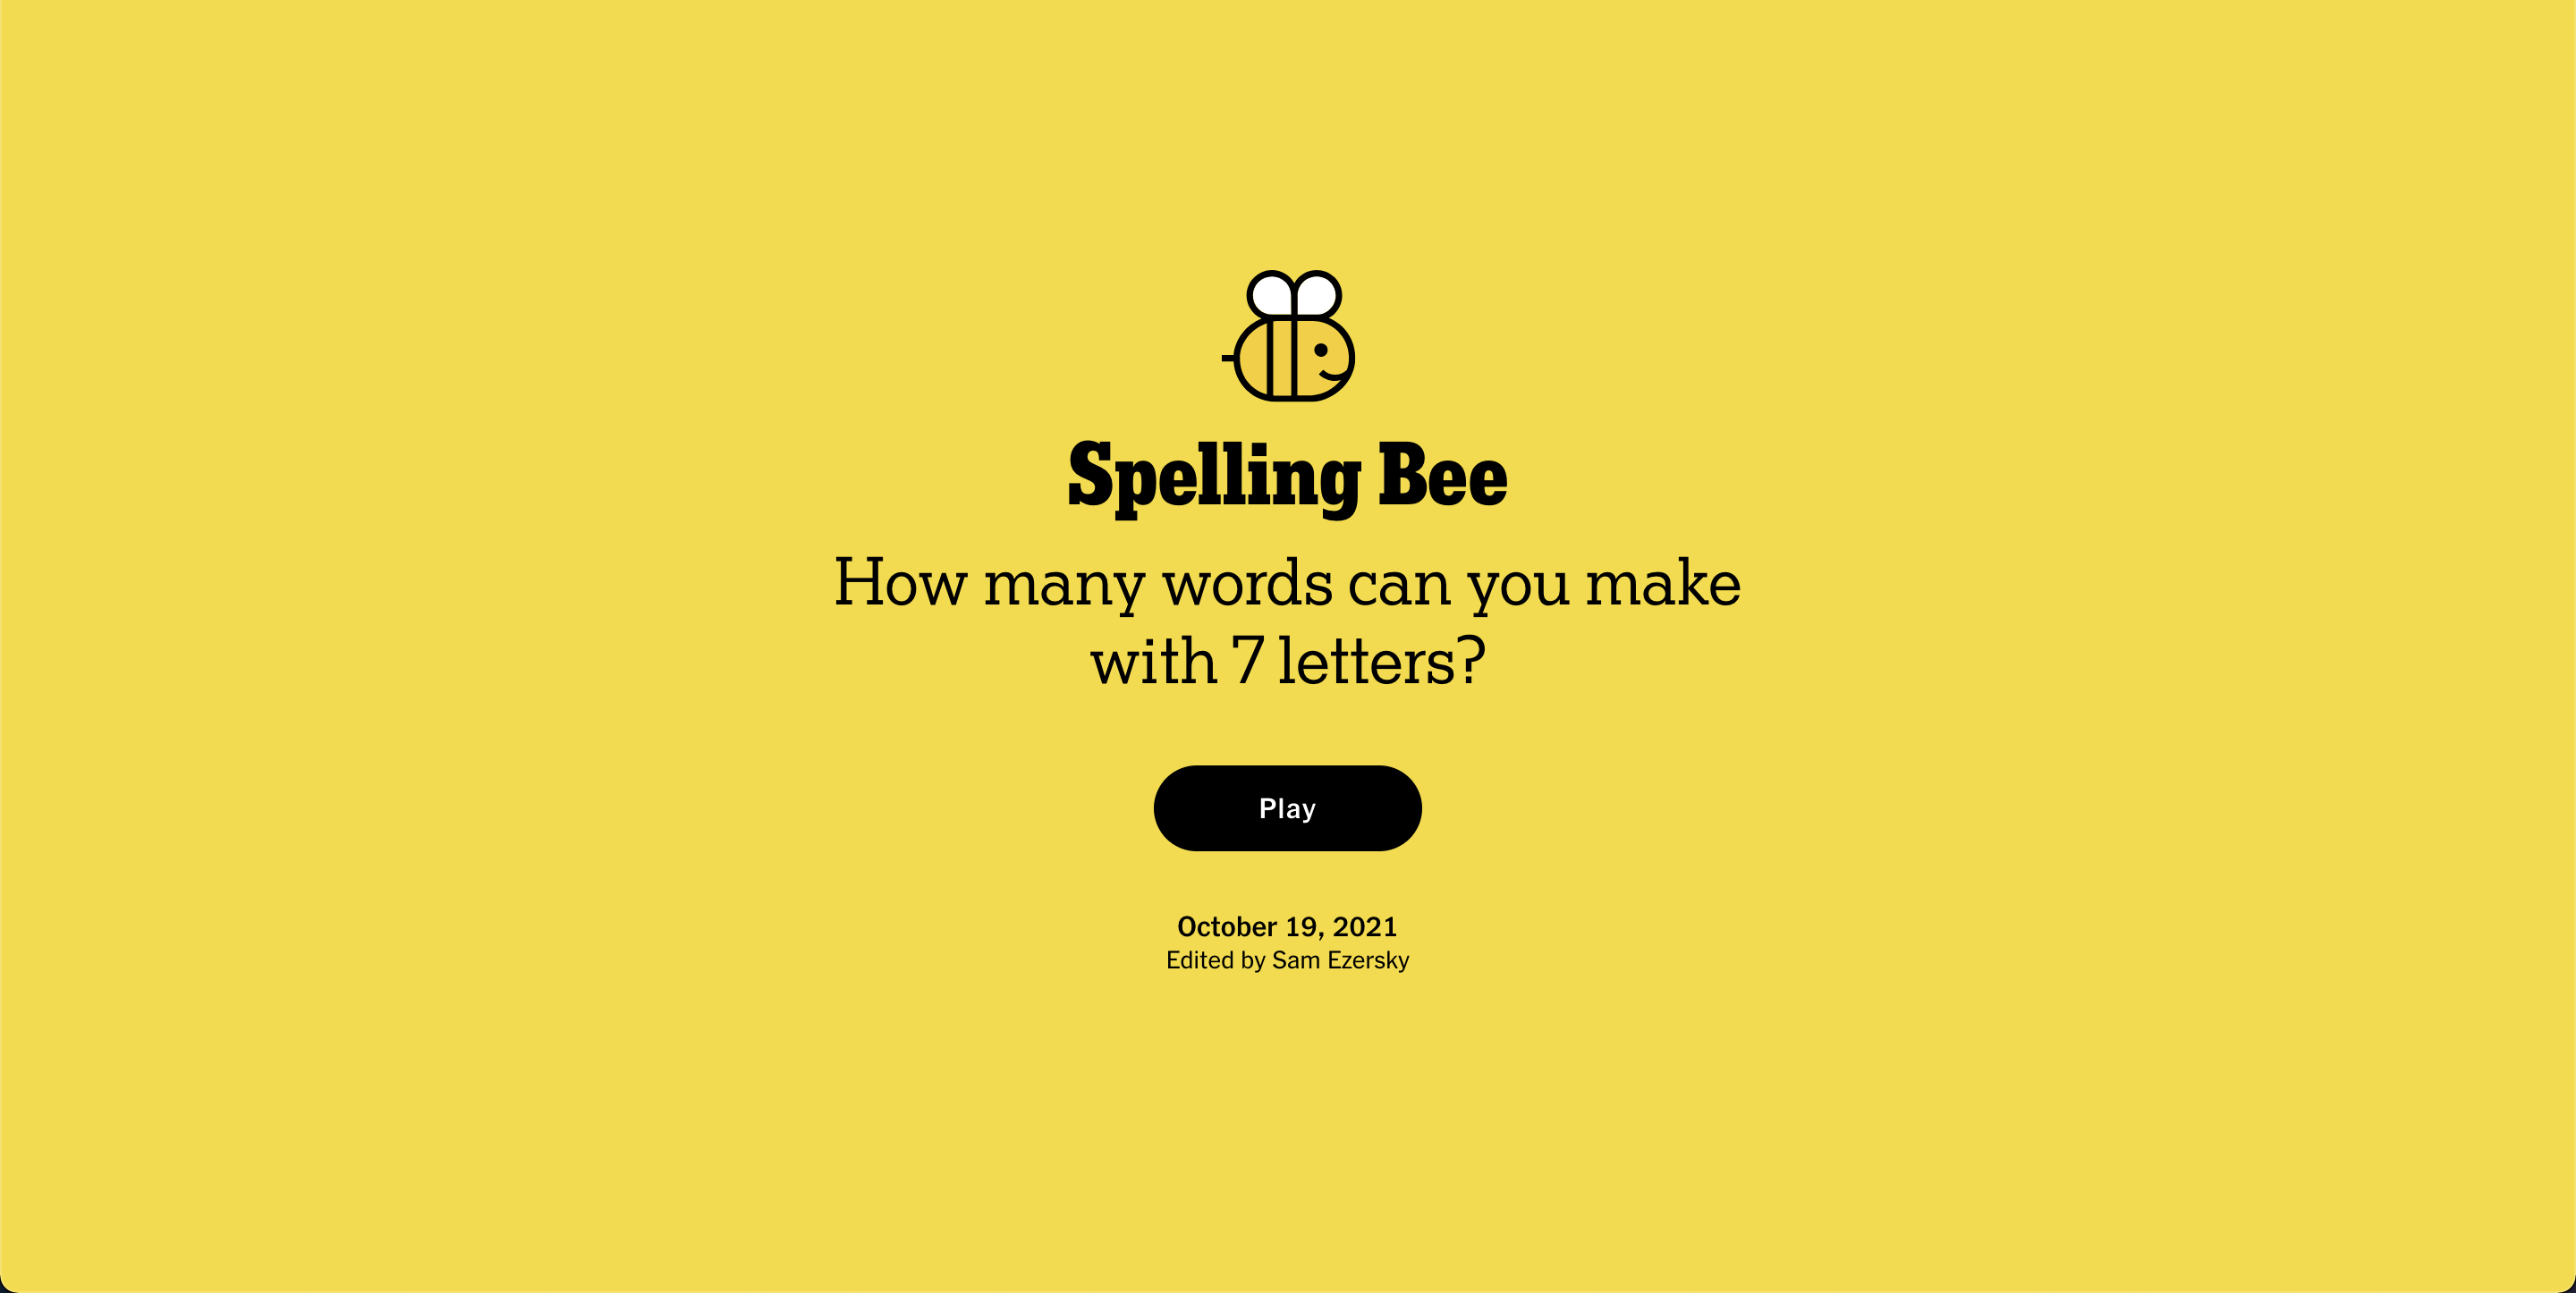 Spelling Bee
How many words can you make
with 7 letters?
Play
October 19, 2021
Edited by Sam Ezersky